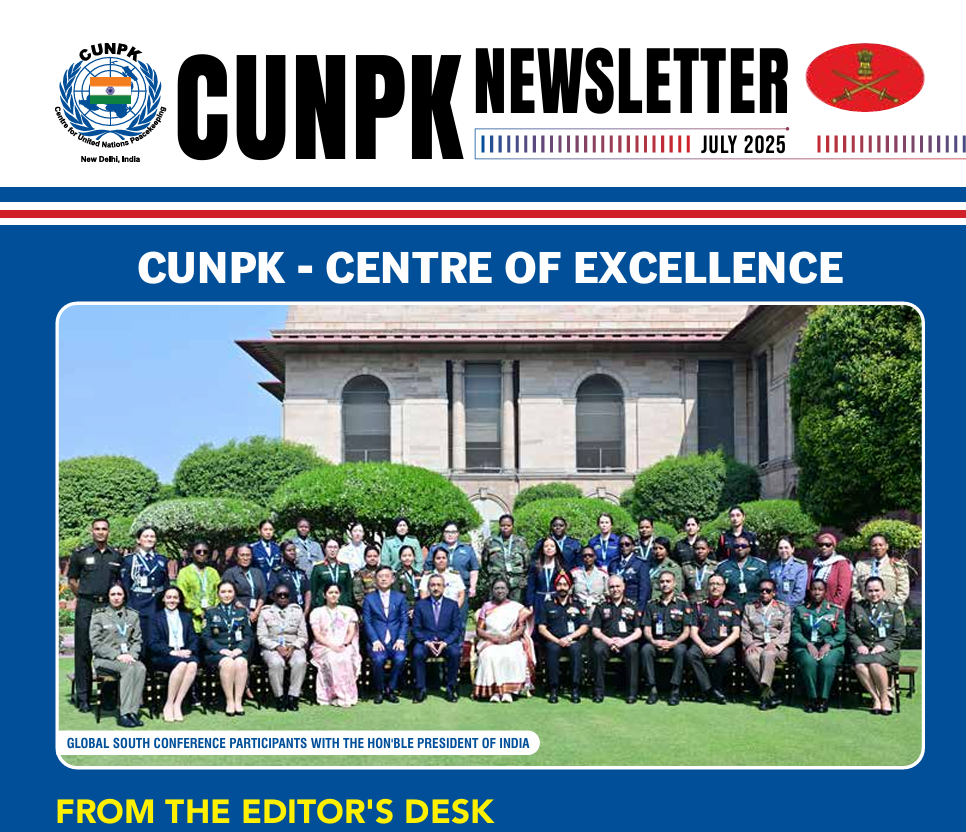 CUNPK
Centre for United Nations Peacekeeping
New Delhi, India
CUNPK
NEWSLETTER
JULY 2025
CUNPK - CENTRE OF EXCELLENCE
GLOBAL SOUTH CONFERENCE PARTICIPANTS WITH THE HON'BLE PRESIDENT OF INDIA
FROM THE EDITOR'S DESK